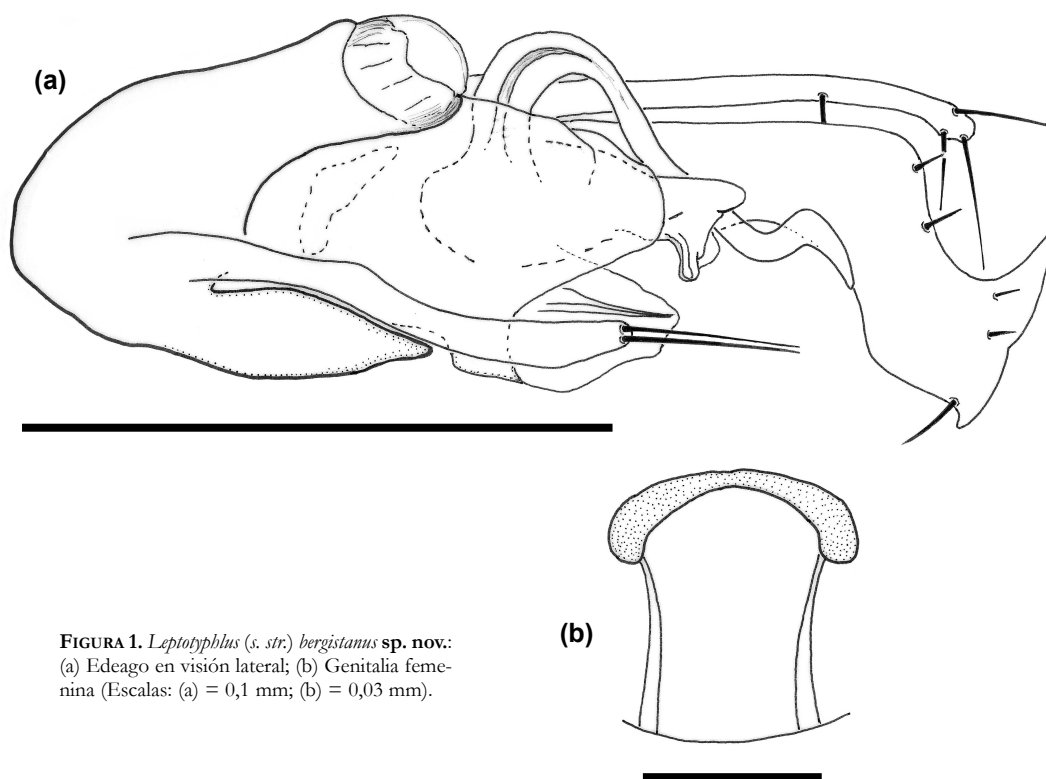 (a)
(b)
FIGURA 1. Leptotyphlus (s. str.) bergistanus sp. nov.:
(a) Edeago en visión lateral; (b) Genitalia feme-
nina (Escalas: (a) = 0,1 mm; (b) = 0,03 mm).